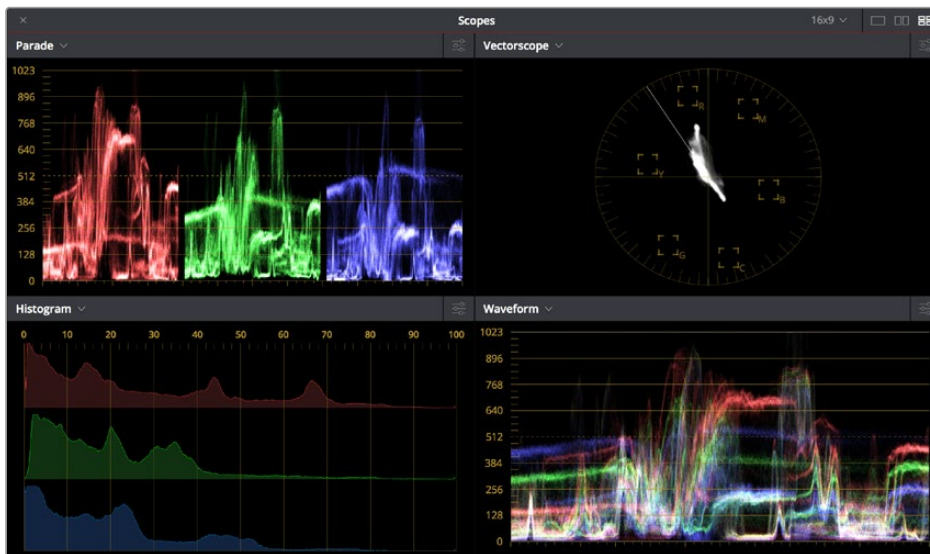 × Scopes 16x9
Parade Vectorscope
1023
896
768
640
512
384
256
128
0
R
M
Y
B
G
C
Histogram Waveform
0 10 20 30 40 50 60 70 80 90 100
1023
896
768
640
512
384
256
128
0